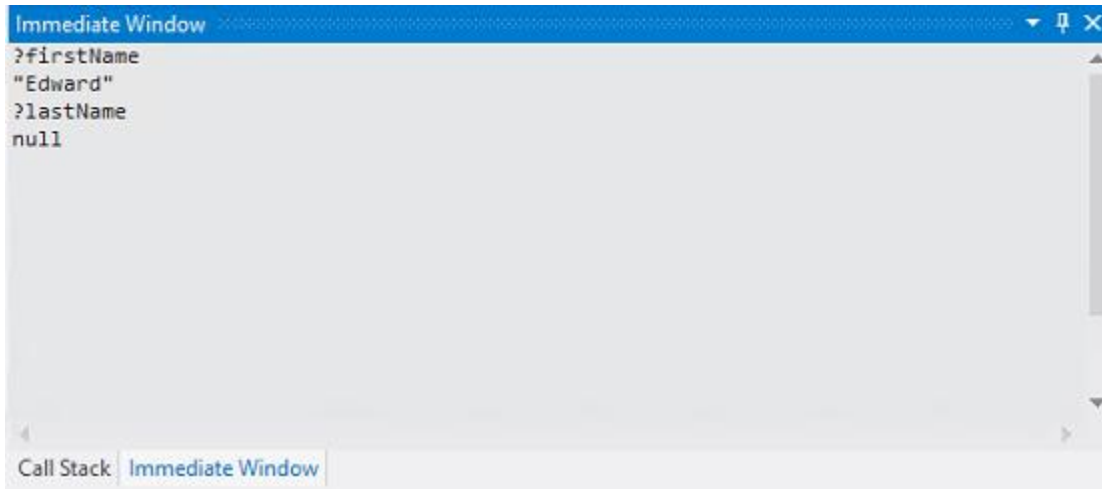 Immediate Window
?firstName
"Edward"
?lastName
null
Call Stack Immediate Window